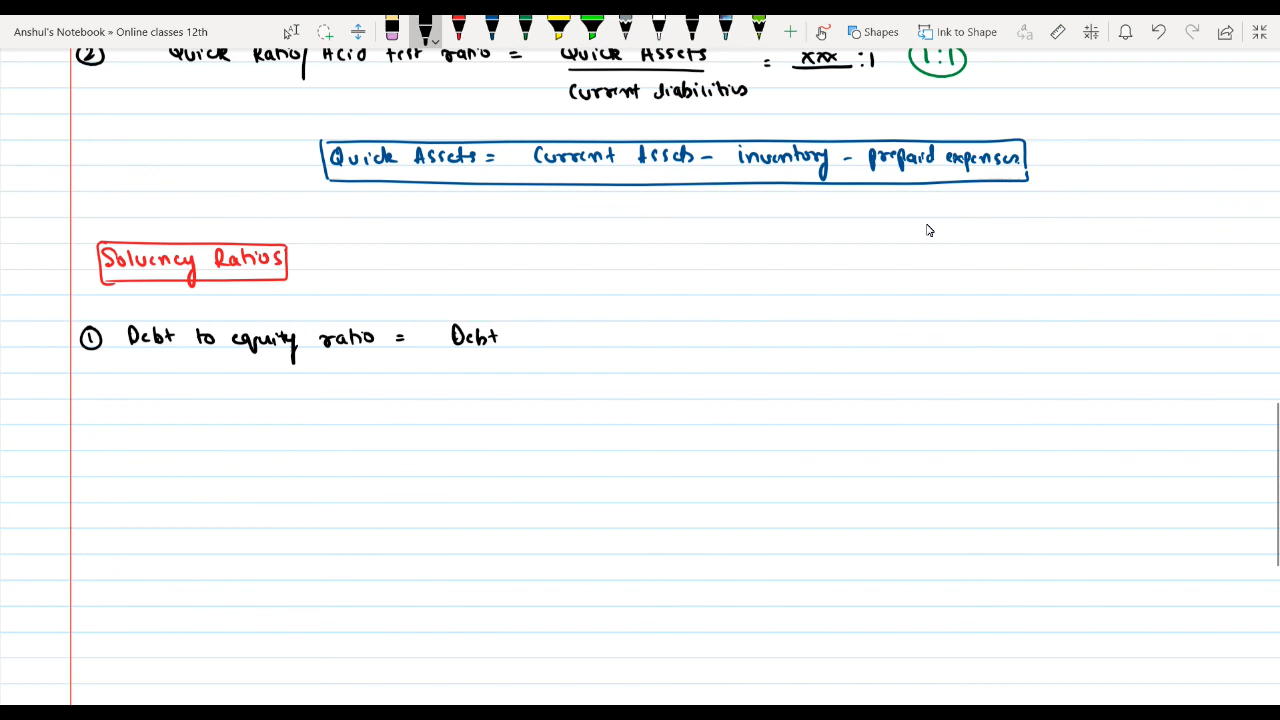 Anshul's Notebook » Online classes 12th
Shapes
Ink to Shape
② Quick Ratio/ Acid test ratio = Quick Assets = xxx :1 1:1
Current liabilities
Quick Assets = Current Assets - inventory - prepaid expenses
Solvency Ratios
① Debt to equity ratio = Debt